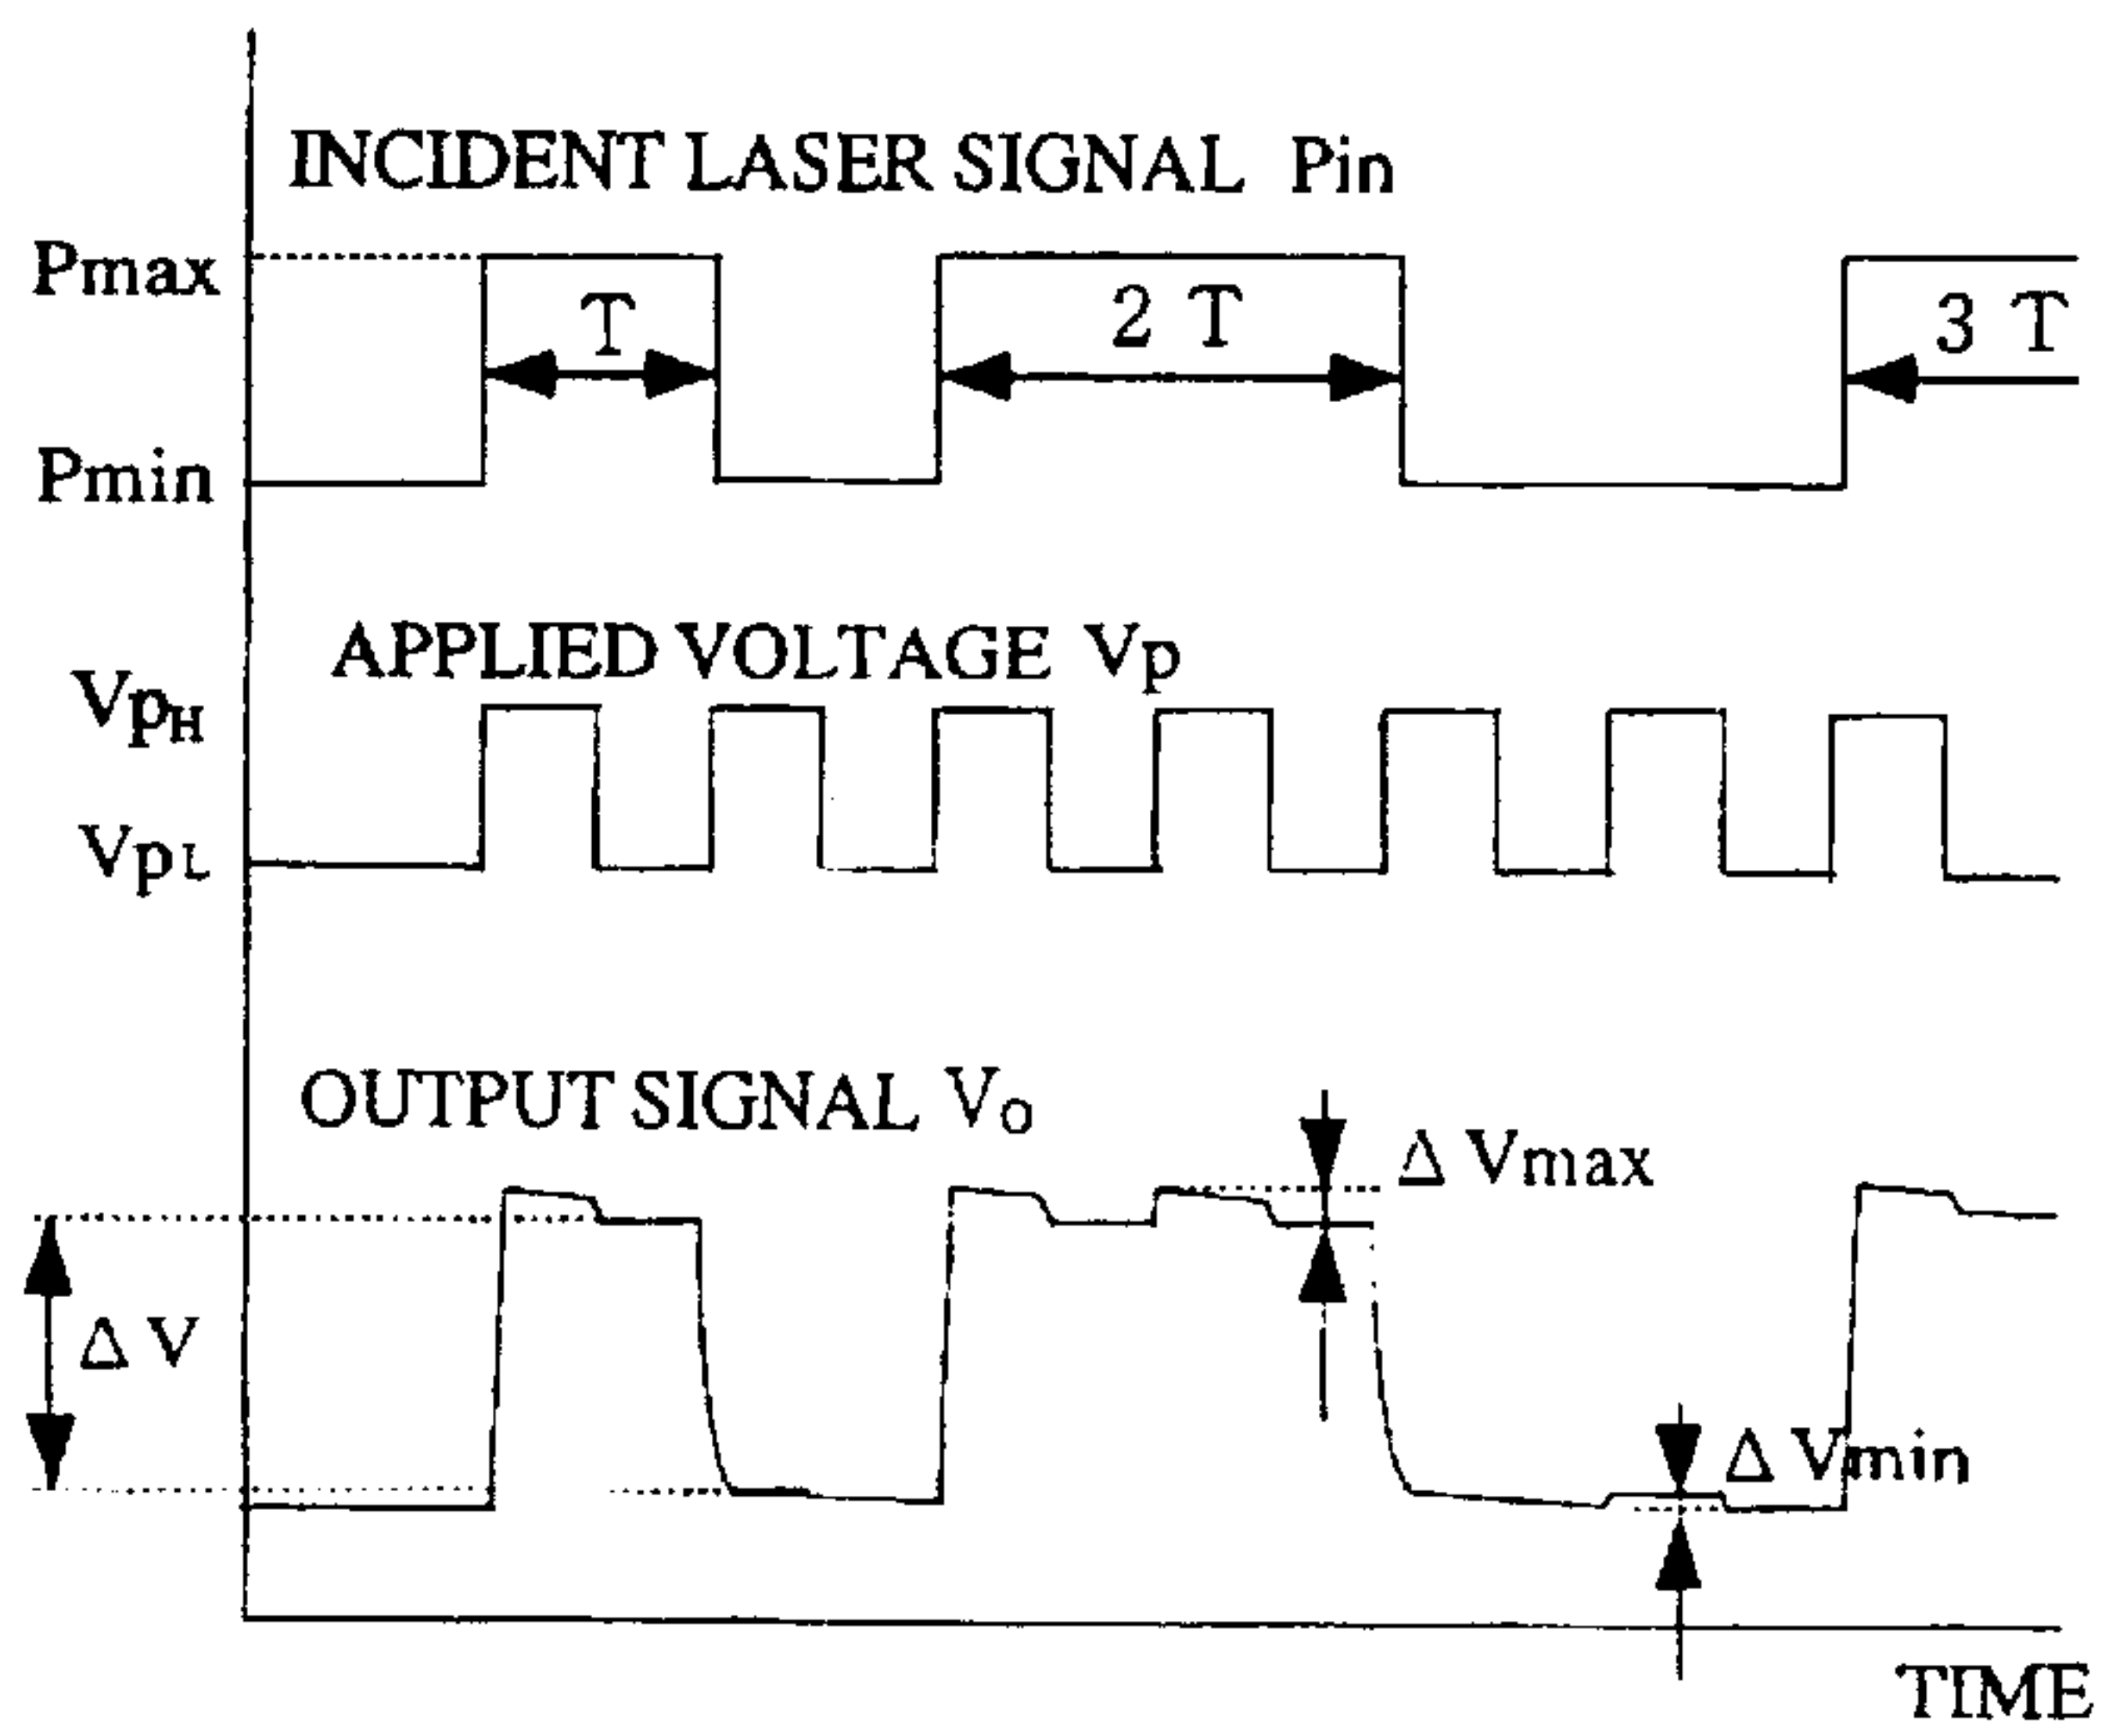 INCIDENT LASER SIGNAL Pin
Pmax
T
2 T
3 T
Pmin
APPLIED VOLTAGE Vp
VpH
VpL
OUTPUT SIGNAL Vo
Δ Vmax
Δ V
Δ Vmin
TIME